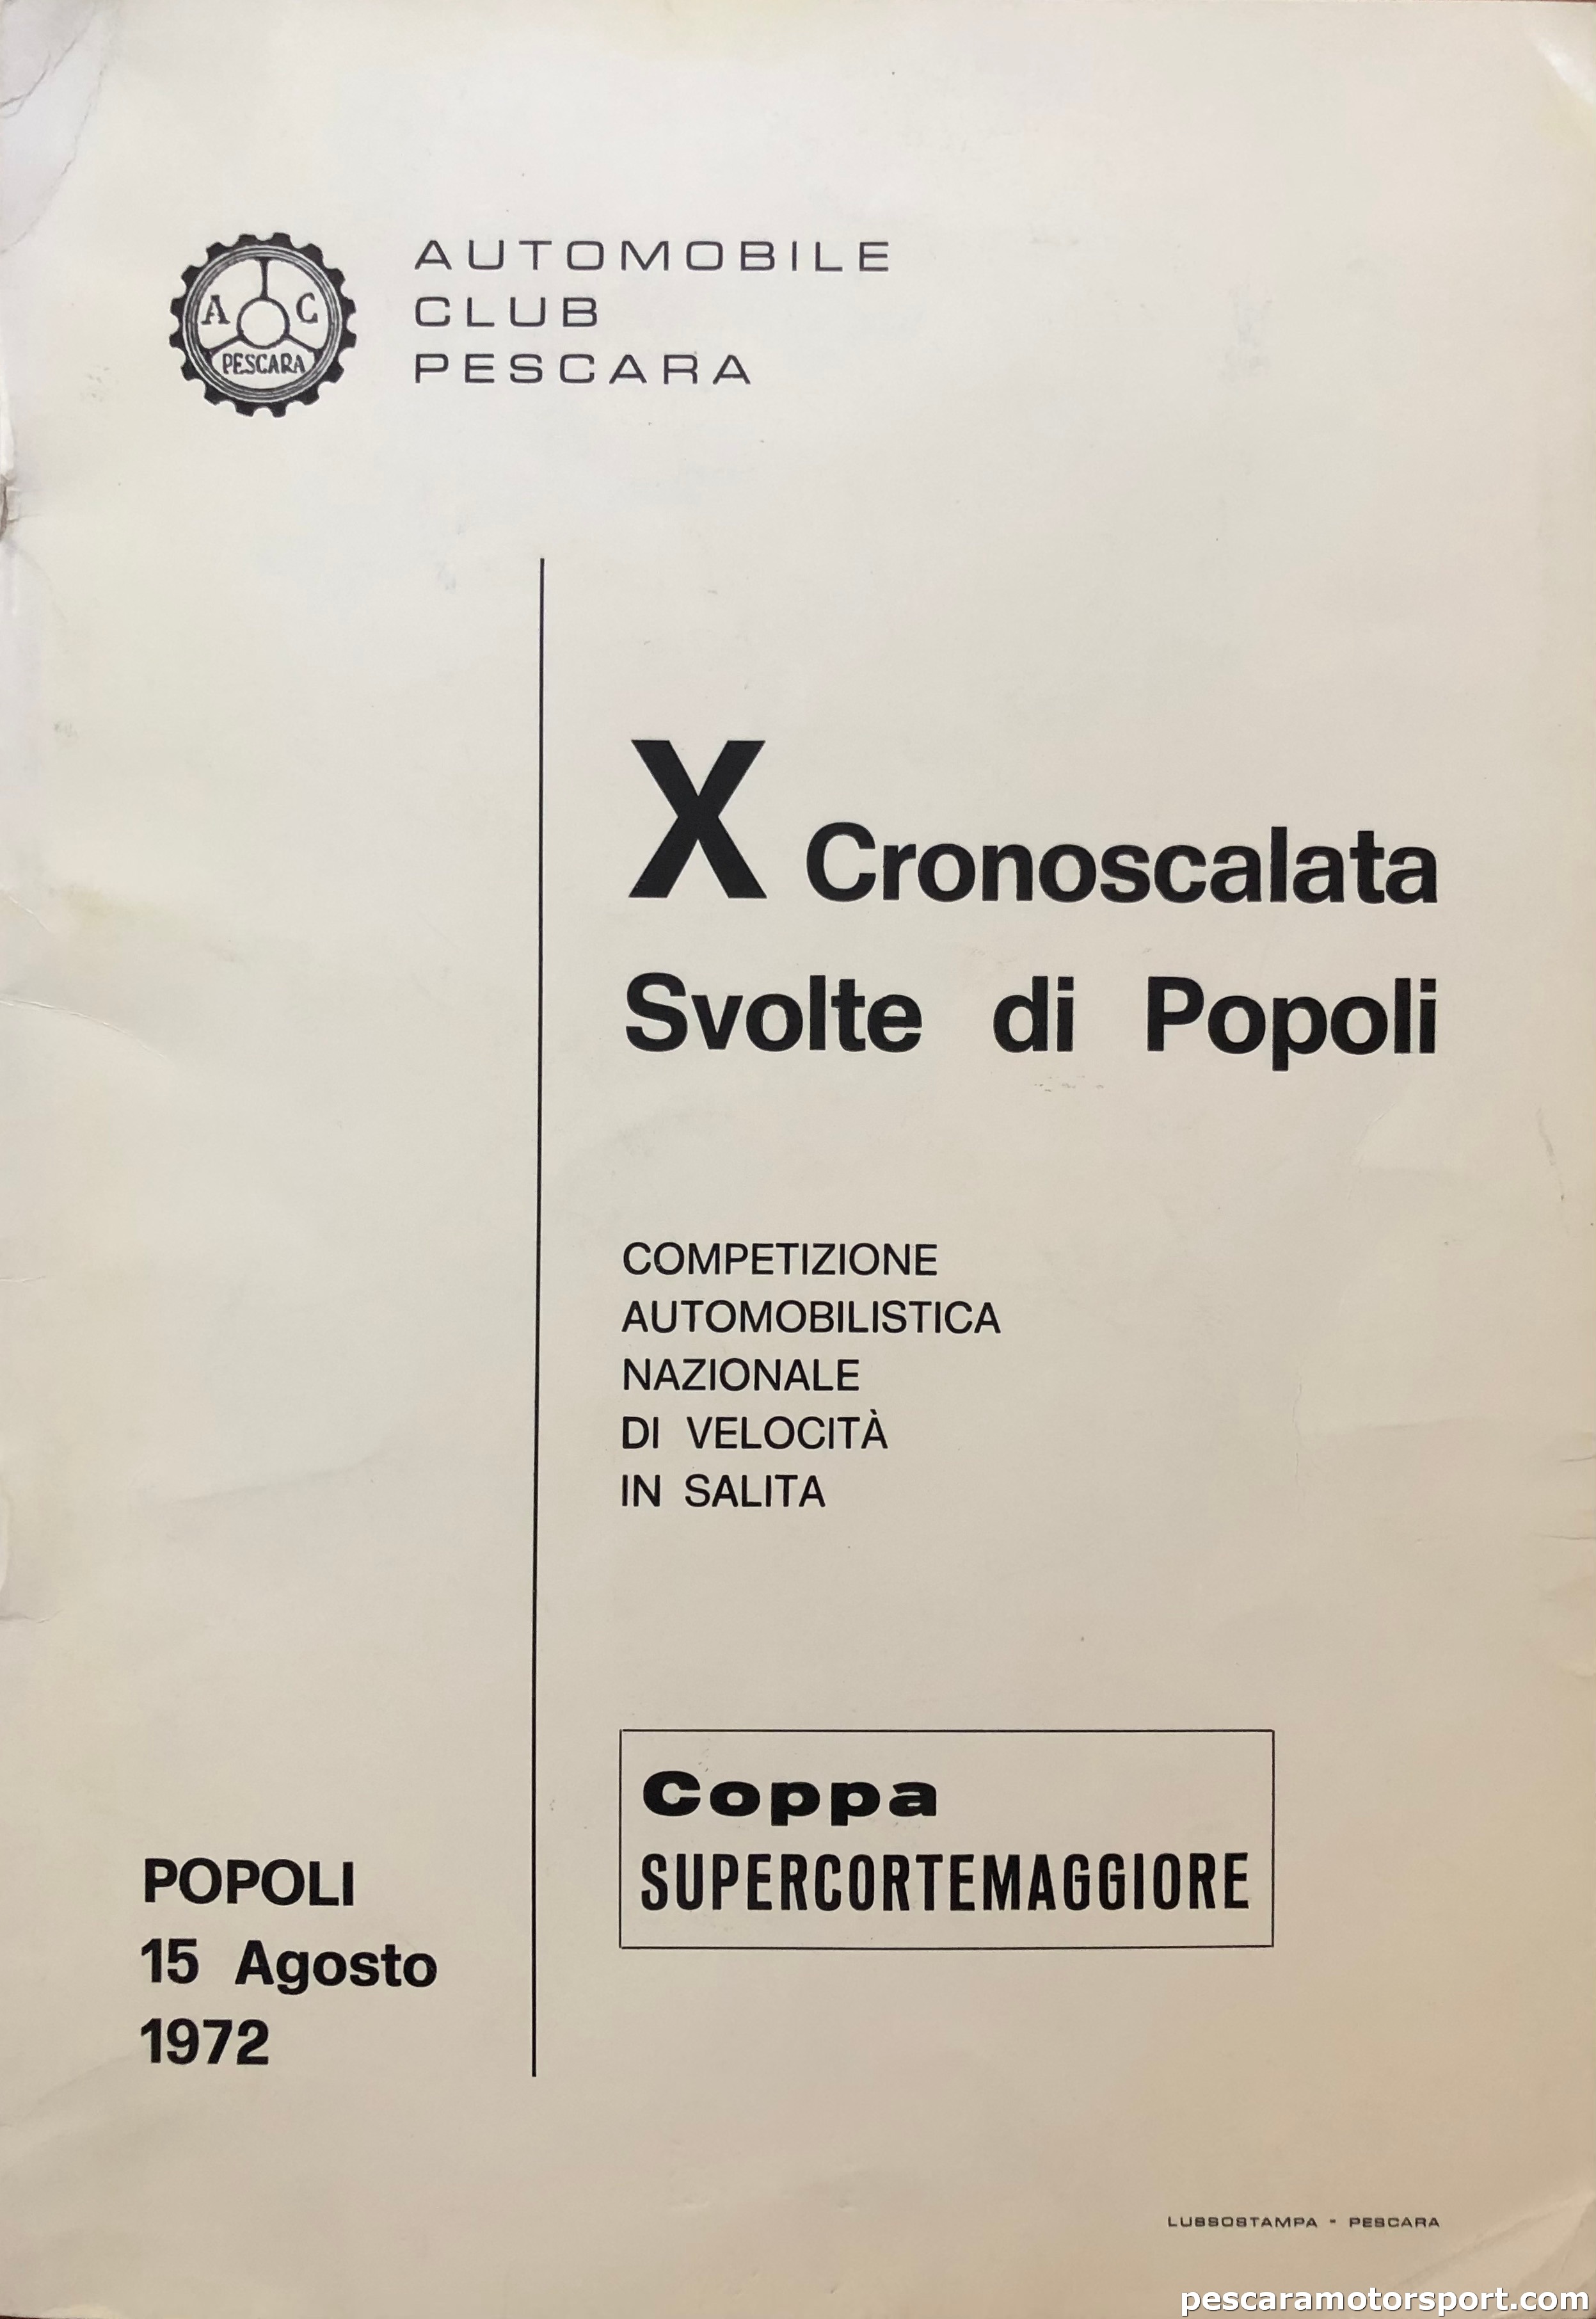 A C
PESCARA
AUTOMOBILE
CLUB
PESCARA
X Cronoscalata
Svolte di Popoli
COMPETIZIONE
AUTOMOBILISTICA
NAZIONALE
DI VELOCITÀ
IN SALITA
Coppa
SUPERCORTEMAGGIORE
POPOLI
15 Agosto
1972
LUSSOSTAMPA - PESCARA
pescaramotorsport.com